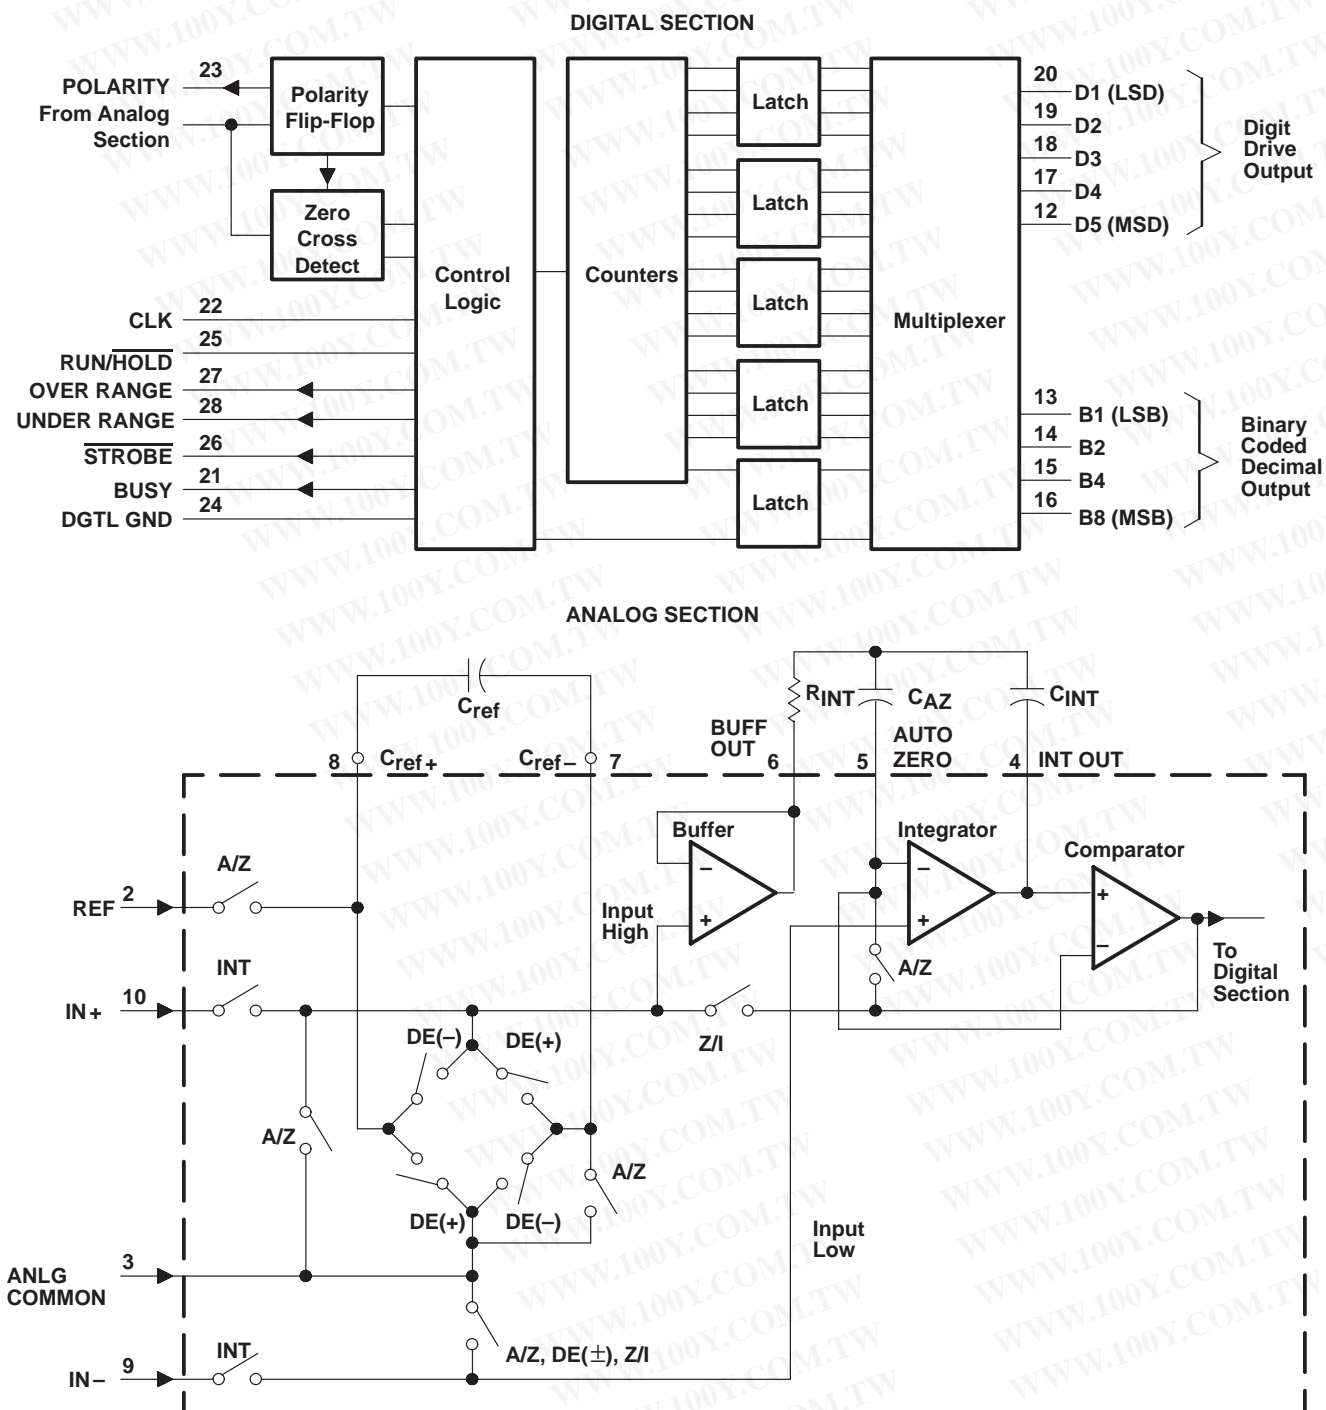 DIGITAL SECTION
POLARITY
23
From Analog
Section
Polarity
Flip-Flop
Zero
Cross
Detect
CLK
22
RUN/HOLD
25
OVER RANGE
27
UNDER RANGE
28
STROBE
26
BUSY
21
DGTL GND
24
Control
Logic
Counters
Latch
Latch
Latch
Latch
Latch
Multiplexer
20
D1 (LSD)
19
D2
18
D3
17
D4
12
D5 (MSD)
Digit
Drive
Output
13
B1 (LSB)
14
B2
15
B4
16
B8 (MSB)
Binary
Coded
Decimal
Output
ANALOG SECTION
Cref
RINT
CAZ
CINT
8
Cref+
Cref–
7
BUFF
OUT
6
AUTO
ZERO
5
4
INT OUT
Buffer
Integrator
Comparator
–
+
–
+
+
–
A/Z
REF
2
Input
High
A/Z
To
Digital
Section
INT
IN+
10
Z/I
DE(–)
DE(+)
A/Z
A/Z
DE(+)
DE(–)
Input
Low
ANLG
COMMON
3
A/Z, DE(±), Z/I
INT
IN–
9
WWW.100Y.COM.TW